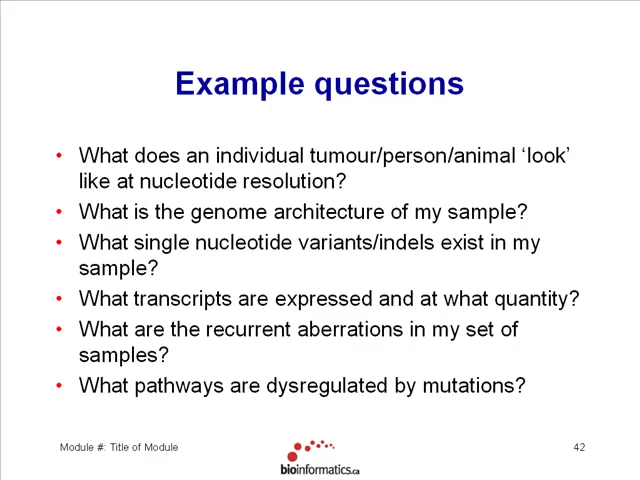 Example questions
• What does an individual tumour/person/animal ‘look’
like at nucleotide resolution?
• What is the genome architecture of my sample?
• What single nucleotide variants/indels exist in my
sample?
• What transcripts are expressed and at what quantity?
• What are the recurrent aberrations in my set of
samples?
• What pathways are dysregulated by mutations?
Module #: Title of Module
bioinformatics.ca
42